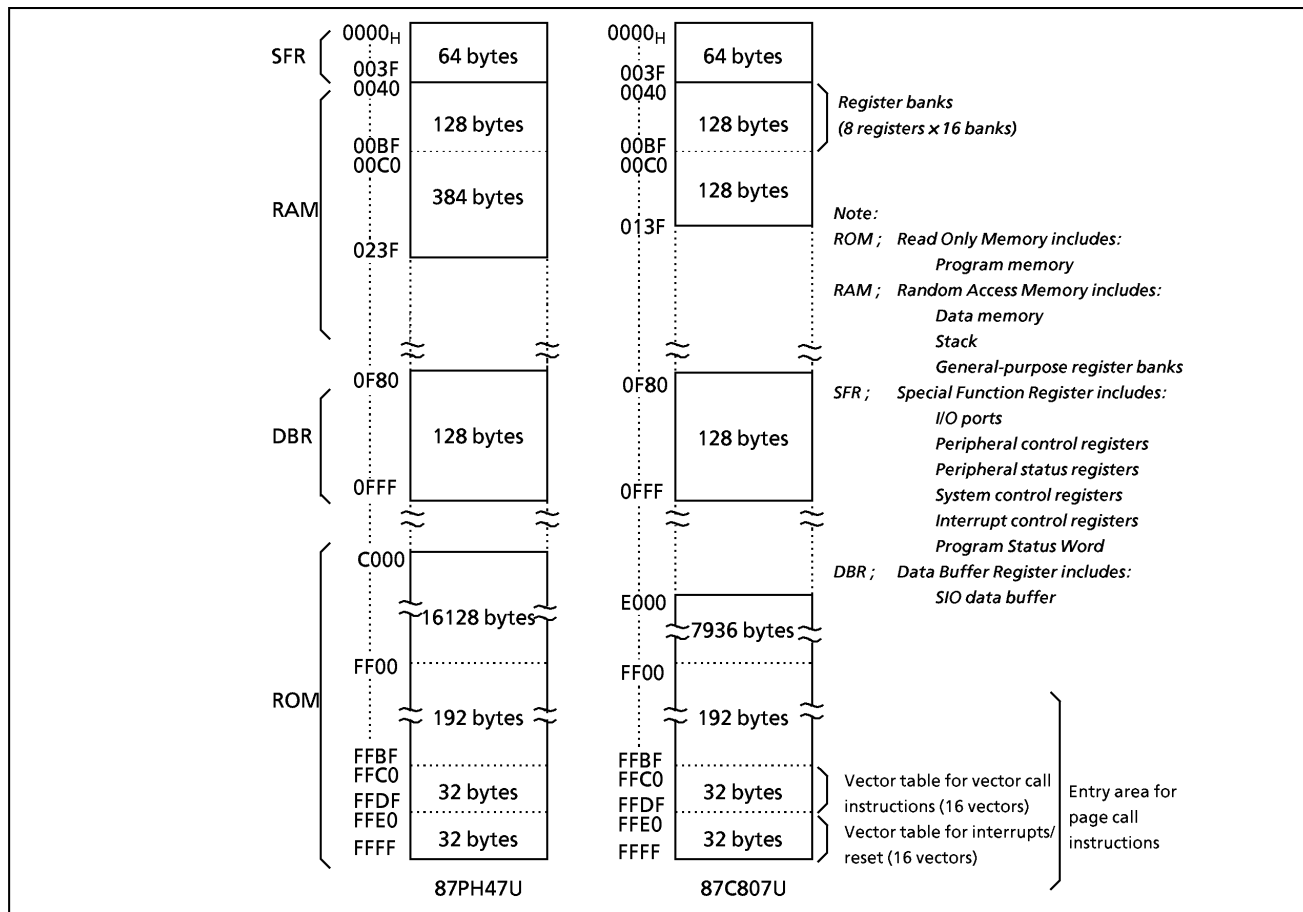 SFR
RAM
DBR
ROM
0000H
003F
0040
00BF
00C0
023F
0F80
0FFF
C000
FF00
FFBF
FFC0
FFDF
FFE0
FFFF
64 bytes
128 bytes
384 bytes
128 bytes
16128 bytes
192 bytes
32 bytes
32 bytes
87PH47U
0000H
003F
0040
00BF
00C0
013F
0F80
0FFF
E000
FF00
FFBF
FFC0
FFDF
FFE0
FFFF
64 bytes
128 bytes
128 bytes
128 bytes
7936 bytes
192 bytes
32 bytes
32 bytes
87C807U
Register banks
(8 registers × 16 banks)
Note:
ROM ; Read Only Memory includes:
Program memory
RAM ; Random Access Memory includes:
Data memory
Stack
General-purpose register banks
SFR ; Special Function Register includes:
I/O ports
Peripheral control registers
Peripheral status registers
System control registers
Interrupt control registers
Program Status Word
DBR ; Data Buffer Register includes:
SIO data buffer
Vector table for vector call
instructions (16 vectors)
Vector table for interrupts/
reset (16 vectors)
Entry area for
page call
instructions